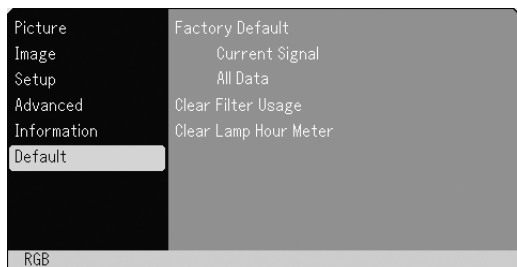 Picture
Image
Setup
Advanced
Information
Default
Factory Default
Current Signal
All Data
Clear Filter Usage
Clear Lamp Hour Meter
RGB